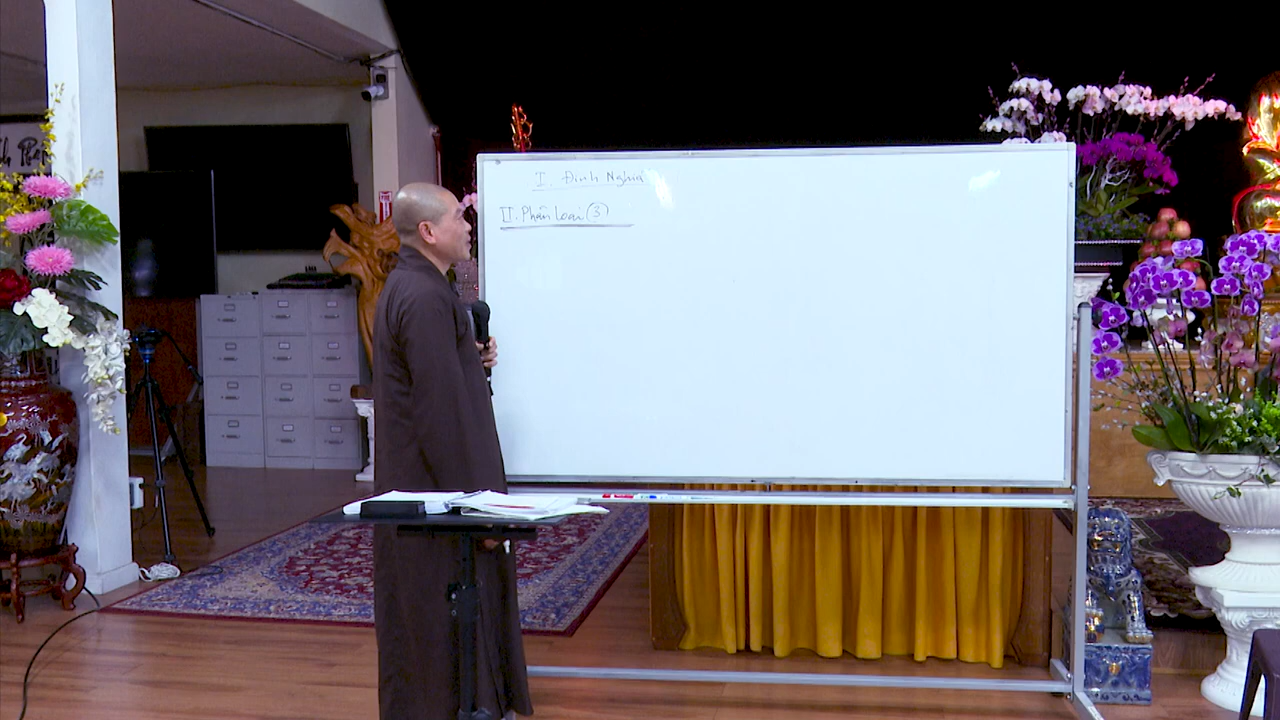 I. Định Nghĩa
II. Phân Loại (3)